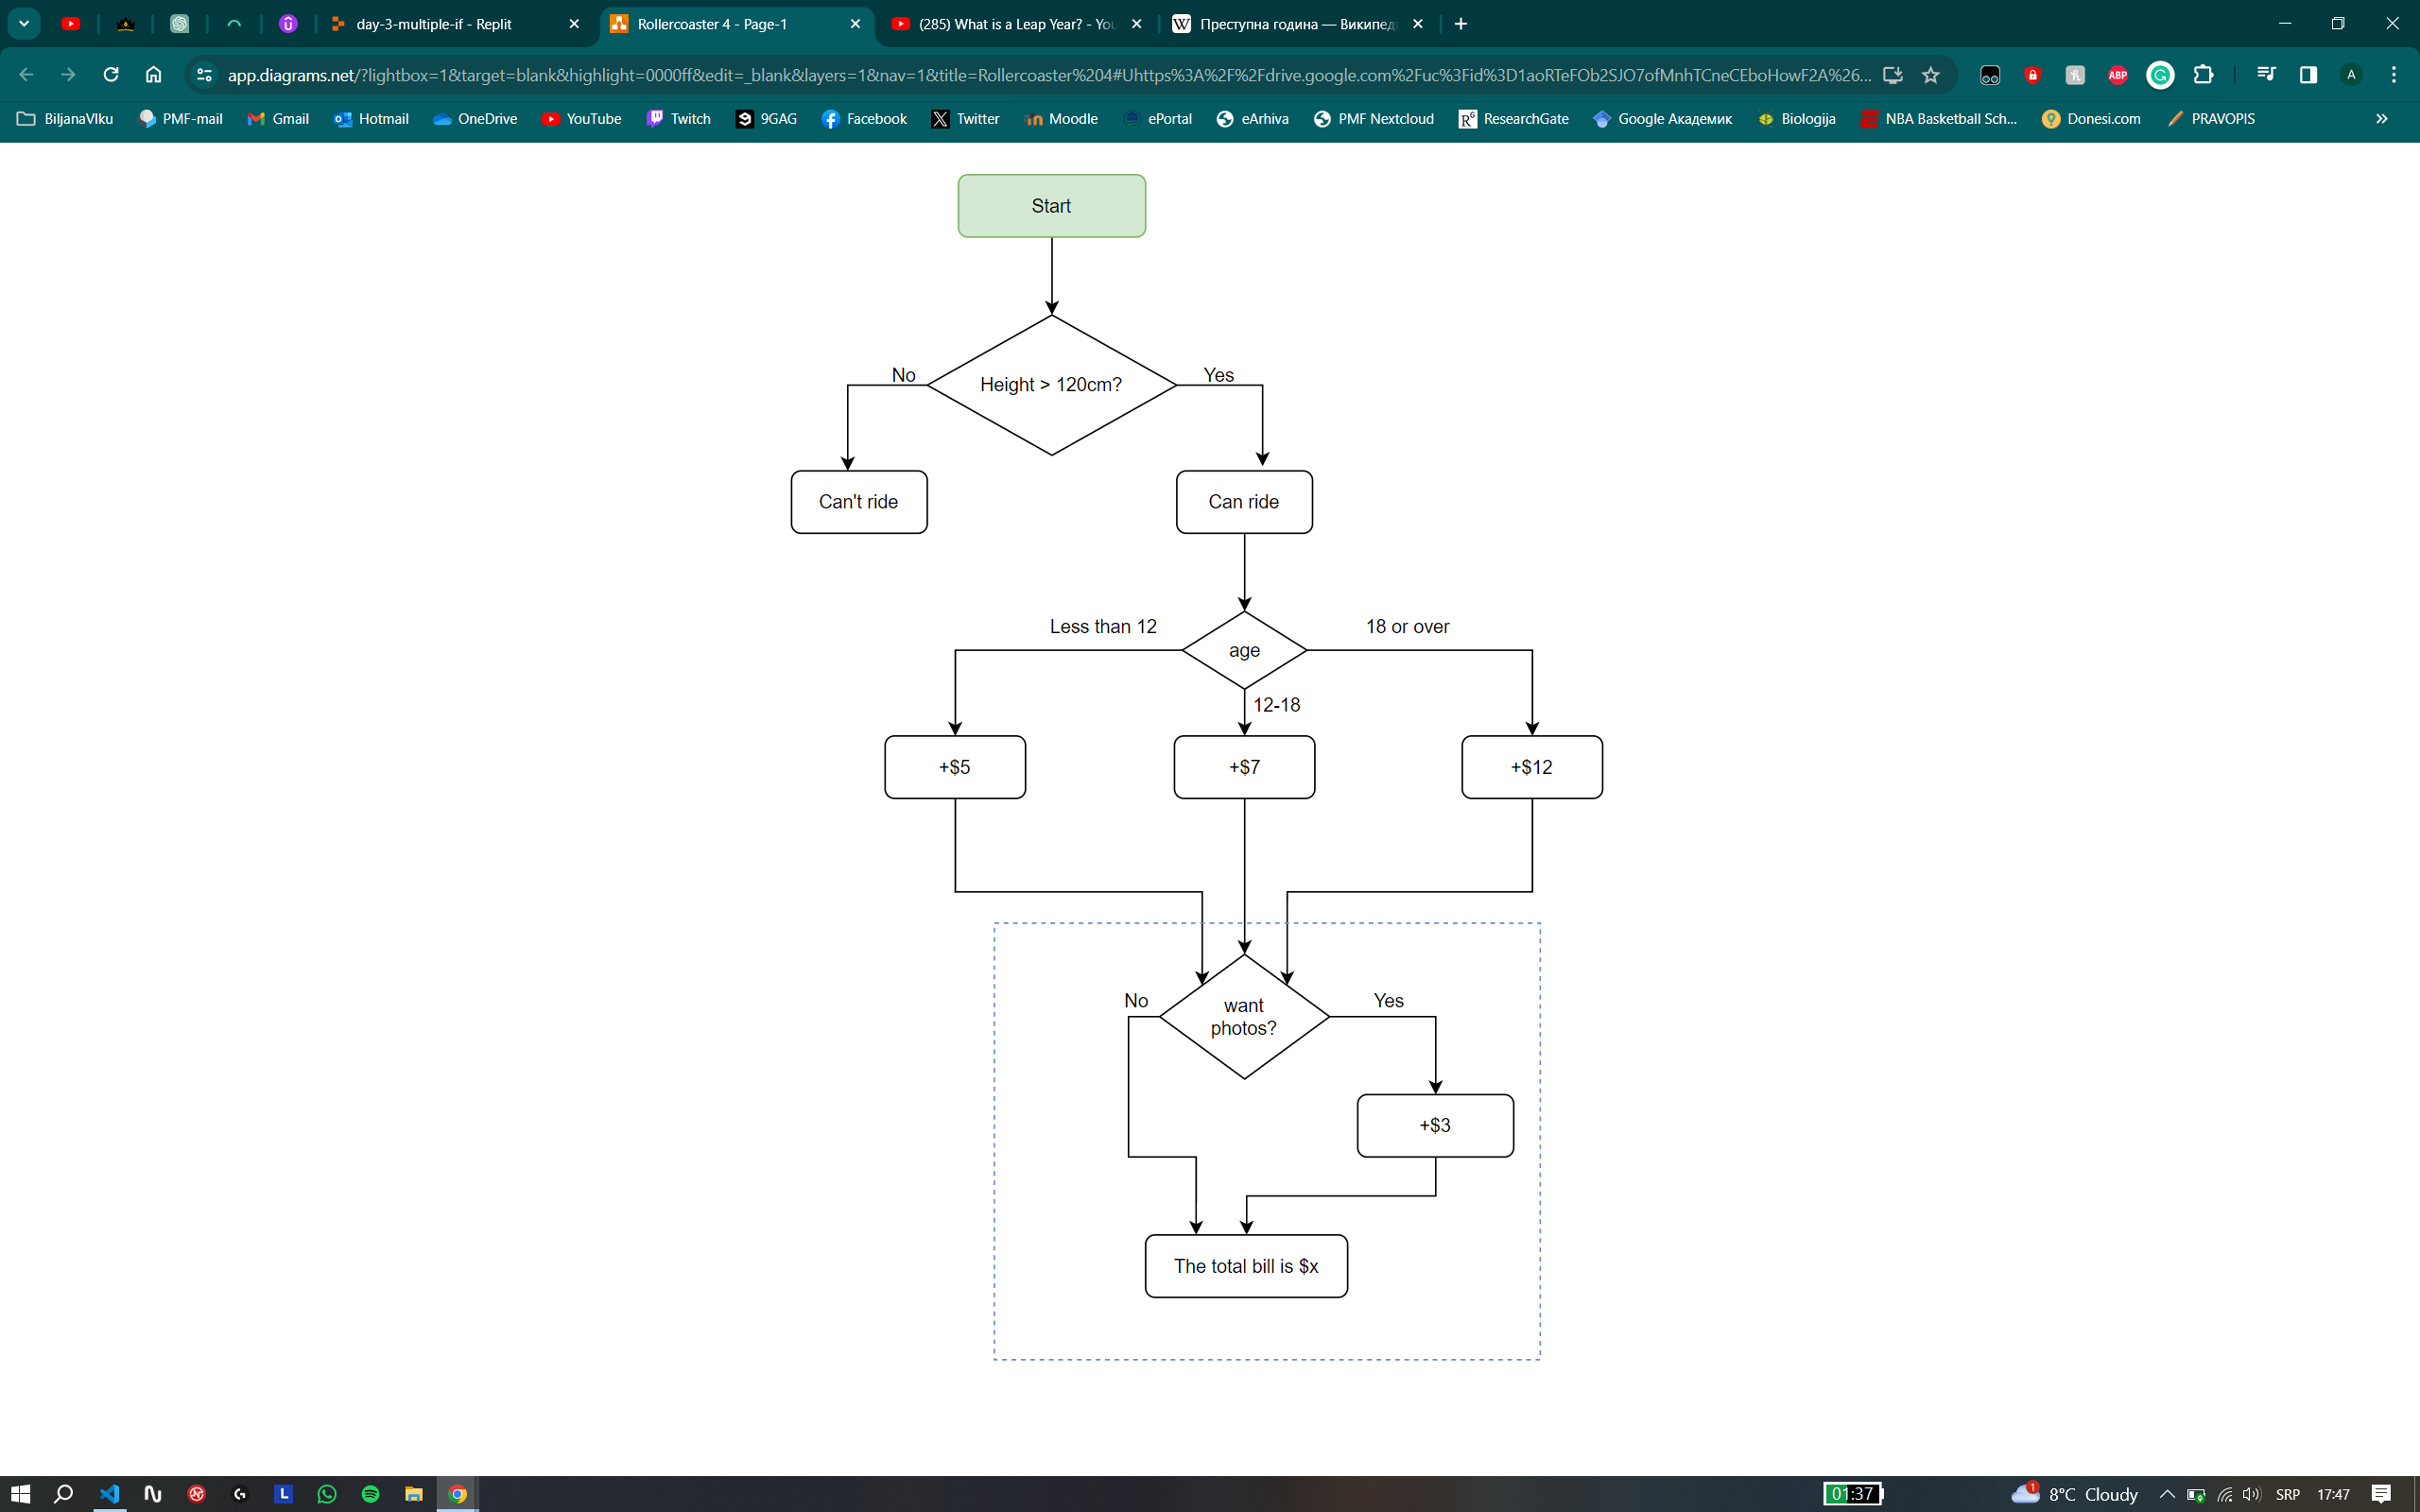 day-3-multiple-if - Replit
Rollercoaster 4 - Page-1
(285) What is a Leap Year? - You
Преступна година — Википед
app.diagrams.net/?lightbox=1&target=blank&highlight=0000ff&edit=_blank&layers=1&nav=1&title=Rollercoaster%204#Uhttps%3A%2F%2Fdrive.google.com%2Fuc%3Fid%3D1aoRTeFOb2SJO7ofMnhTCneCEboHowF2A%26...
ABP
A
BiljanaVIku
PMF-mail
Gmail
Hotmail
OneDrive
YouTube
Twitch
9GAG
Facebook
Twitter
Moodle
ePortal
eArhiva
PMF Nextcloud
ResearchGate
Google Академик
Biologija
NBA Basketball Sch...
Donesi.com
PRAVOPIS
Start
Height > 120cm?
No
Yes
Can't ride
Can ride
Less than 12
age
18 or over
12-18
+$5
+$7
+$12
No
want
photos?
Yes
+$3
The total bill is $x
01:37
1
8°C Cloudy
SRP
17:47